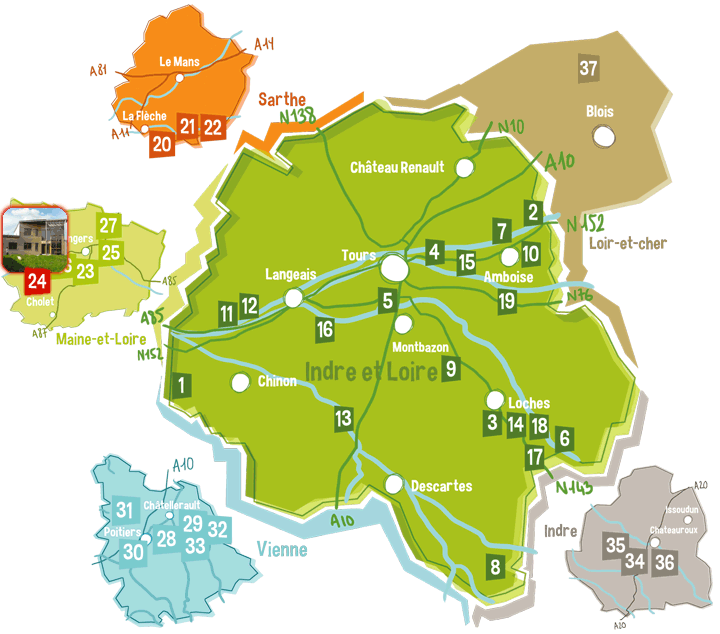 Le Mans
A81
A14
La Flèche
A11
20
21
22
Sarthe
N138
37
Blois
Loir-et-cher
N10
A10
Château Renault
N152
2
7
4
15
10
Tours
Amboise
Langeais
19
N76
11
12
5
16
Montbazon
Indre et Loire
A85
N152
27
ngers
25
23
24
A85
Cholet
A87
Maine-et-Loire
1
Chinon
9
Loches
3
14
18
6
13
17
N143
Descartes
A10
8
A10
31
Châtellerault
Poitiers
29
32
28
30
33
Vienne
Indre
A20
Issoudun
Chateauroux
35
34
36
A20